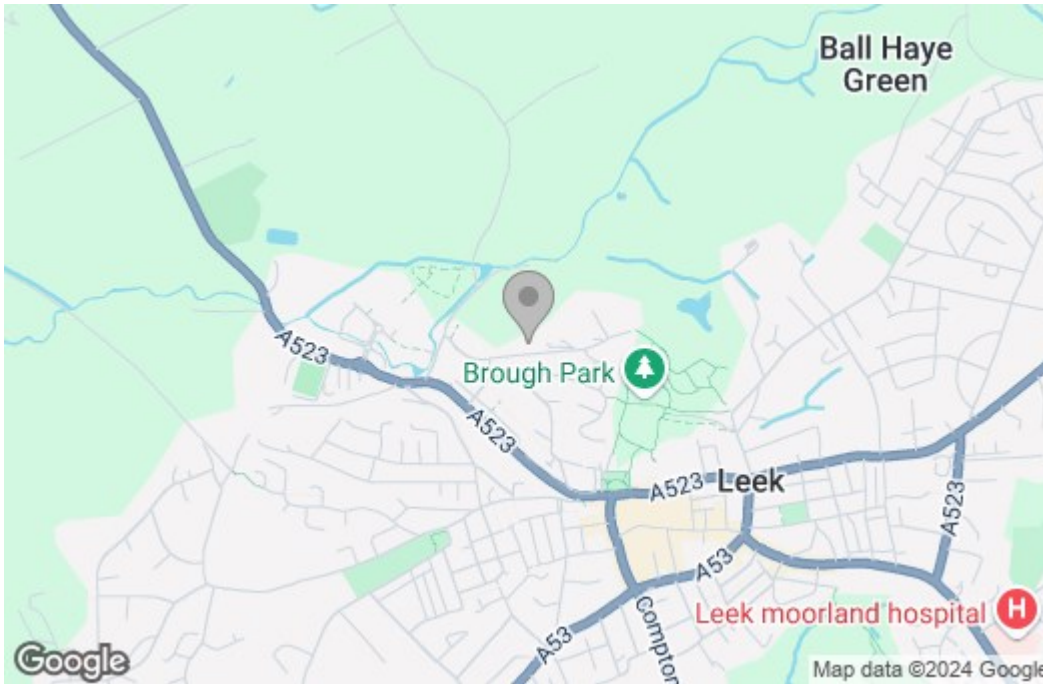 Ball Haye
Green
A523
Brough Park
A523
A523
Leek
A523
A53
Compton
A53
Leek moorland hospital
H
Google
Map data ©2024 Google